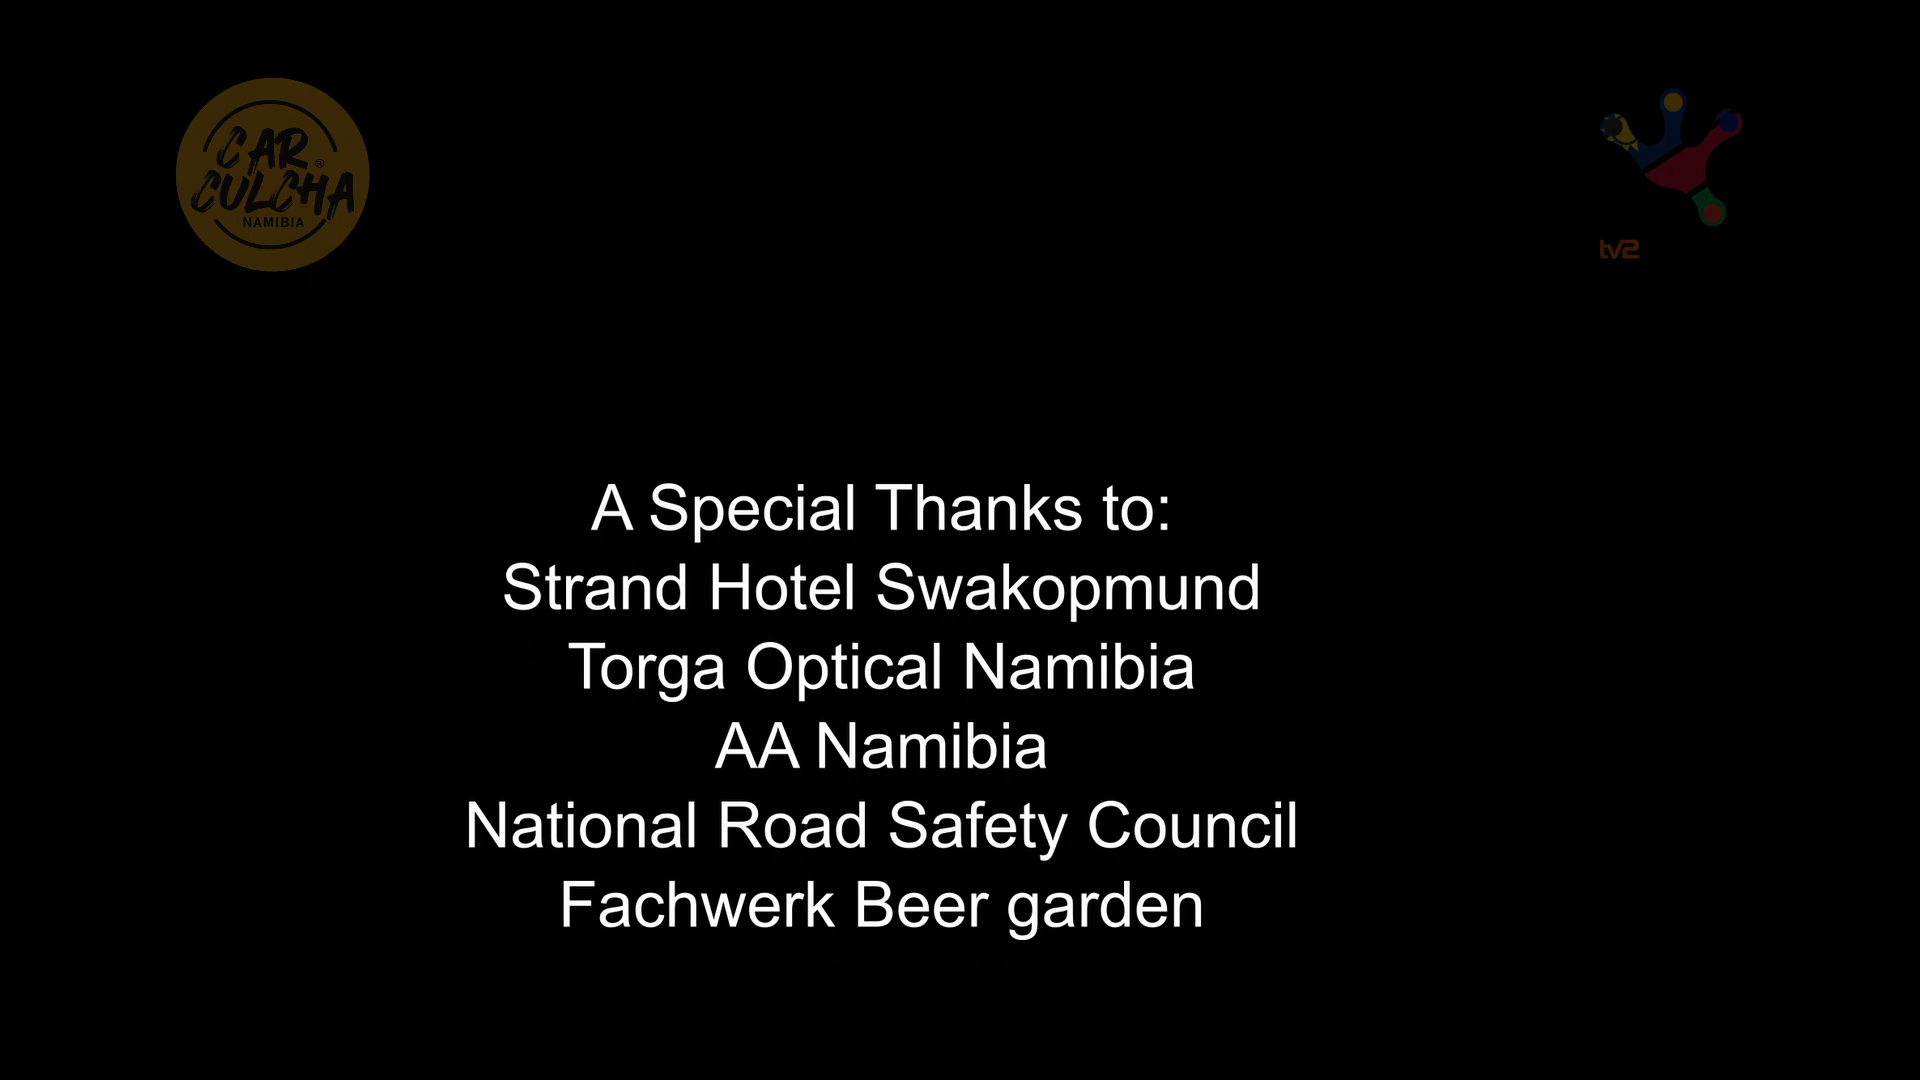 CAR ®
CULCHA
NAMIBIA
tv2
A Special Thanks to:
Strand Hotel Swakopmund
Torga Optical Namibia
AA Namibia
National Road Safety Council
Fachwerk Beer garden